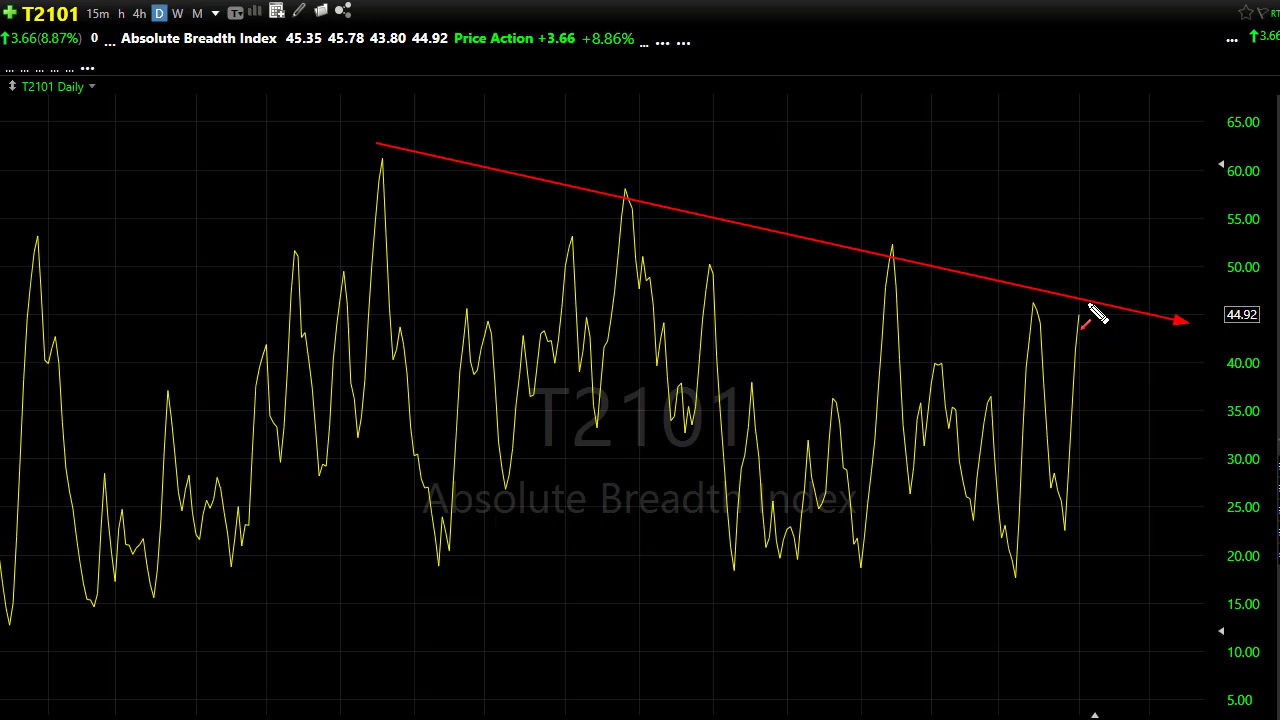 T2101 15m h 4h D W M T
3.66(8.87%) 0 ... Absolute Breadth Index 45.35 45.78 43.80 44.92 Price Action +3.66 +8.86% ... ... ... ... 3.66
... ... ... ... ... ...
T2101 Daily
65.00
60.00
55.00
50.00
44.92
40.00
35.00
30.00
25.00
20.00
15.00
10.00
5.00
T2101
Absolute Breadth Index